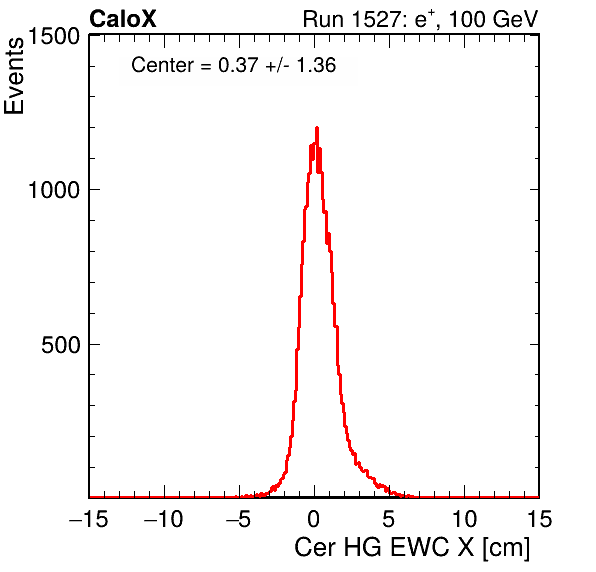 CaloX Run 1527: e⁺, 100 GeV
Events
Center = 0.37 +/- 1.36
1500
1000
500
−15 −10 −5 0 5 10 15
Cer HG EWC X [cm]